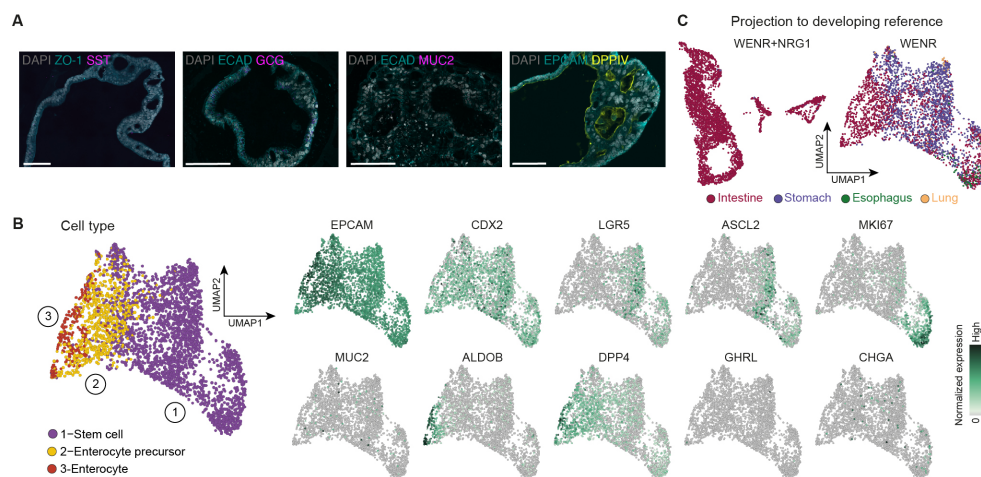 A
DAPI ZO-1 SST
DAPI ECAD GCG
DAPI ECAD MUC2
DAPI EPCAM DPPIV
C
Projection to developing reference
WENR+NRG1
WENR
UMAP2
UMAP1
Intestine
Stomach
Esophagus
Lung
B
Cell type
3
2
1
UMAP2
UMAP1
1−Stem cell
2−Enterocyte precursor
3-Enterocyte
EPCAM
CDX2
LGR5
ASCL2
MKI67
MUC2
ALDOB
DPP4
GHRL
CHGA
Normalized expression
0
High